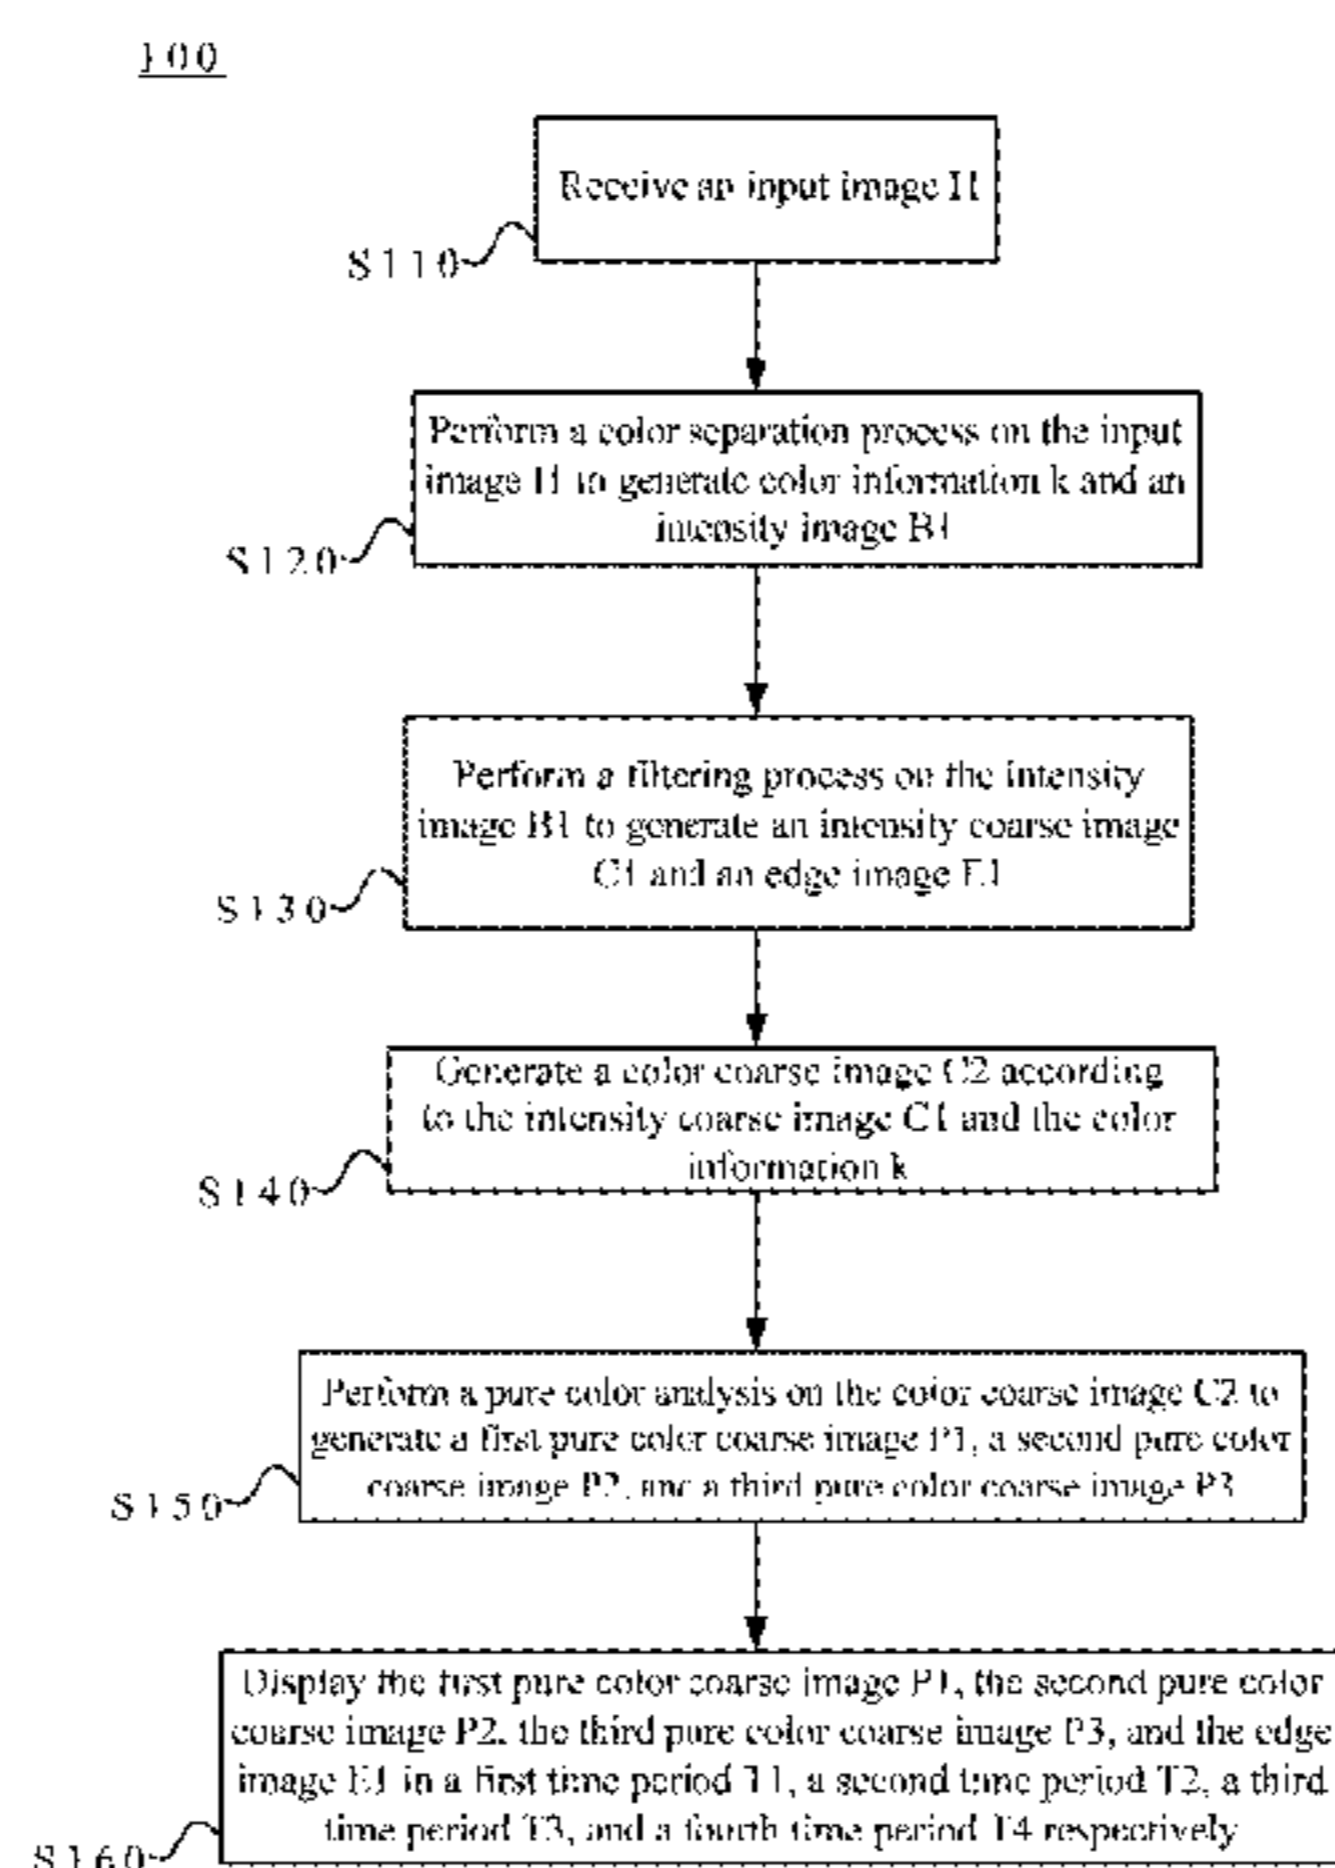 100
Receive an input image I1
S110
Perform a color separation process on the input
image I1 to generate color information k and an
intensity image B1
S120
Perform a filtering process on the intensity
image B1 to generate an intensity coarse image
C1 and an edge image E1
S130
Generate a color coarse image C2 according
to the intensity coarse image C1 and the color
information k
S140
Perform a pure color analysis on the color coarse image C2 to
generate a first pure color coarse image P1, a second pure color
coarse image P2, and a third pure color coarse image P3
S150
Display the first pure color coarse image P1, the second pure color
coarse image P2, the third pure color coarse image P3, and the edge
image E1 in a first time period T1, a second time period T2, a third
time period T3, and a fourth time period T4 respectively
S160